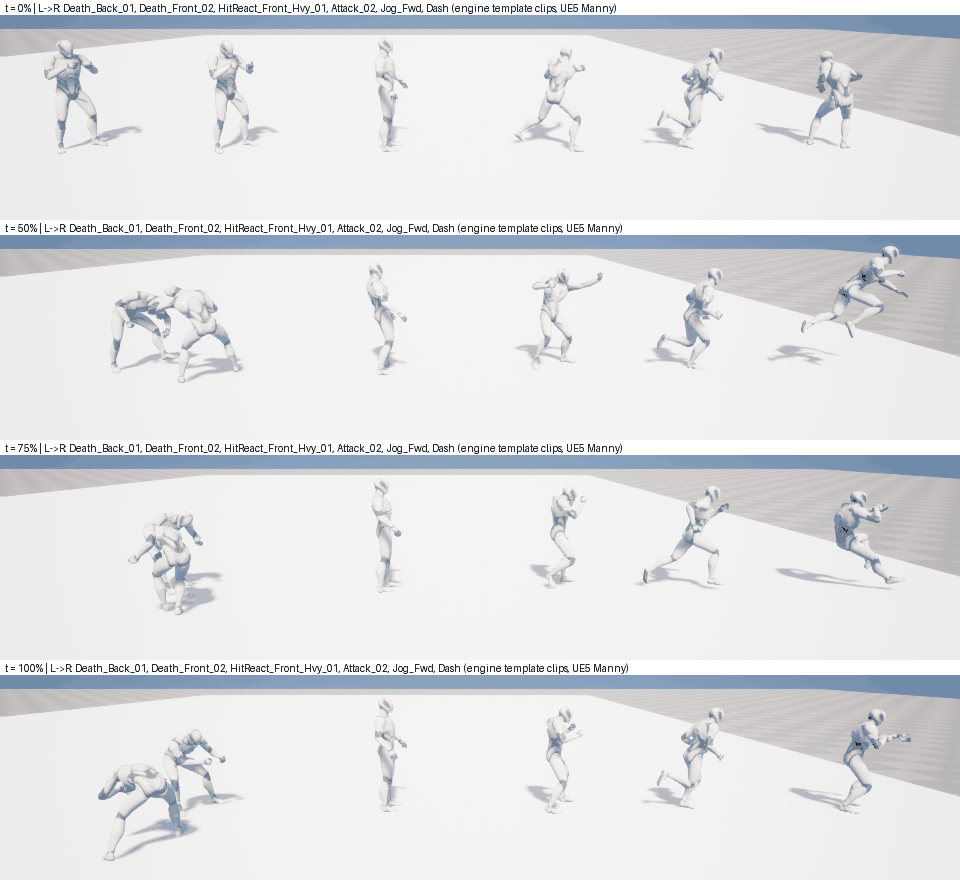 t = 0% | L->R: Death_Back_01, Death_Front_02, HitReact_Front_Hvy_01, Attack_02, Jog_Fwd, Dash (engine template clips, UE5 Manny)
t = 50% | L->R: Death_Back_01, Death_Front_02, HitReact_Front_Hvy_01, Attack_02, Jog_Fwd, Dash (engine template clips, UE5 Manny)
t = 75% | L->R: Death_Back_01, Death_Front_02, HitReact_Front_Hvy_01, Attack_02, Jog_Fwd, Dash (engine template clips, UE5 Manny)
t = 100% | L->R: Death_Back_01, Death_Front_02, HitReact_Front_Hvy_01, Attack_02, Jog_Fwd, Dash (engine template clips, UE5 Manny)